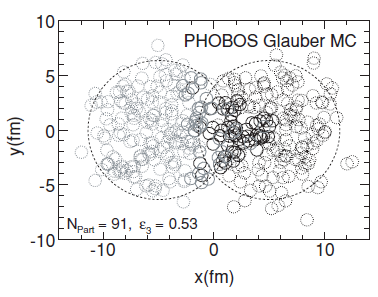 10
PHOBOS Glauber MC
5
0
-5
-10
N_Part = 91, ε_3 = 0.53
-10 0 10
x(fm)
y(fm)